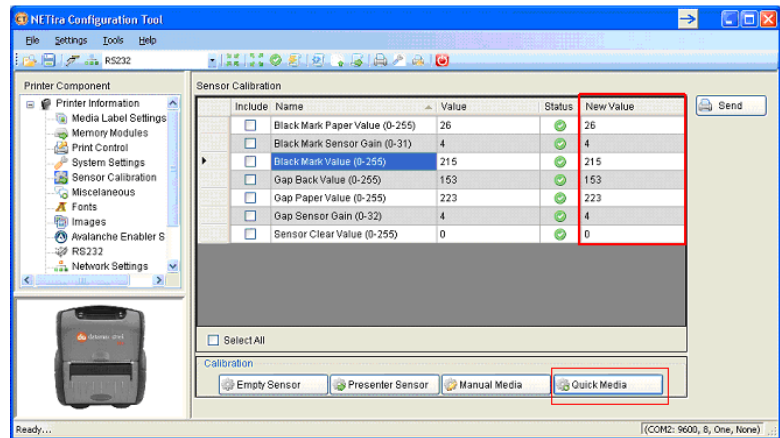 NETira Configuration Tool
File Settings Tools Help
RS232
Printer Component
Printer Information
Media Label Settings
Memory Modules
Print Control
System Settings
Sensor Calibration
Miscelaneous
Fonts
Images
Avalanche Enabler S
RS232
Network Settings
Sensor Calibration
Include Name Value Status New Value
Black Mark Paper Value (0-255) 26 26
Black Mark Sensor Gain (0-31) 4 4
Black Mark Value (0-255) 215 215
Gap Back Value (0-255) 153 153
Gap Paper Value (0-255) 223 223
Gap Sensor Gain (0-32) 4 4
Sensor Clear Value (0-255) 0 0
Send
Select All
Calibration
Empty Sensor Presenter Sensor Manual Media Quick Media
Ready... (COM2: 9600, 8, One, None)